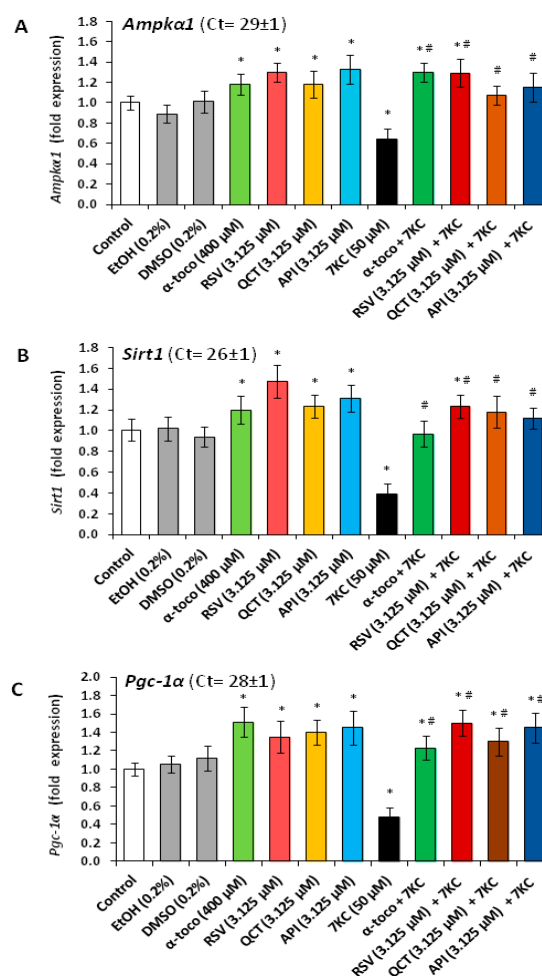 A
Ampkα1 (Ct= 29±1)
Ampkα1 (fold expression)
1.8
1.6
1.4
1.2
1.0
0.8
0.6
0.4
0.2
0.0
* * * * * * # * # # #
Control
EtOH (0.2%)
DMSO (0.2%)
α-toco (400 µM)
RSV (3.125 µM)
QCT (3.125 µM)
API (3.125 µM)
7KC (50 µM)
α-toco + 7KC
RSV (3.125 µM) + 7KC
QCT (3.125 µM) + 7KC
API (3.125 µM) + 7KC
B
Sirt1 (Ct= 26±1)
Sirt1 (fold expression)
1.8
1.6
1.4
1.2
1.0
0.8
0.6
0.4
0.2
0.0
* * * * * # * # # #
Control
EtOH (0.2%)
DMSO (0.2%)
α-toco (400 µM)
RSV (3.125 µM)
QCT (3.125 µM)
API (3.125 µM)
7KC (50 µM)
α-toco + 7KC
RSV (3.125 µM) + 7KC
QCT (3.125 µM) + 7KC
API (3.125 µM) + 7KC
C
Pgc-1α (Ct= 28±1)
Pgc-1α (fold expression)
2.0
1.8
1.6
1.4
1.2
1.0
0.8
0.6
0.4
0.2
0.0
* * * * * * # * # * # * #
Control
EtOH (0.2%)
DMSO (0.2%)
α-toco (400 µM)
RSV (3.125 µM)
QCT (3.125 µM)
API (3.125 µM)
7KC (50 µM)
α-toco + 7KC
RSV (3.125 µM) + 7KC
QCT (3.125 µM) + 7KC
API (3.125 µM) + 7KC